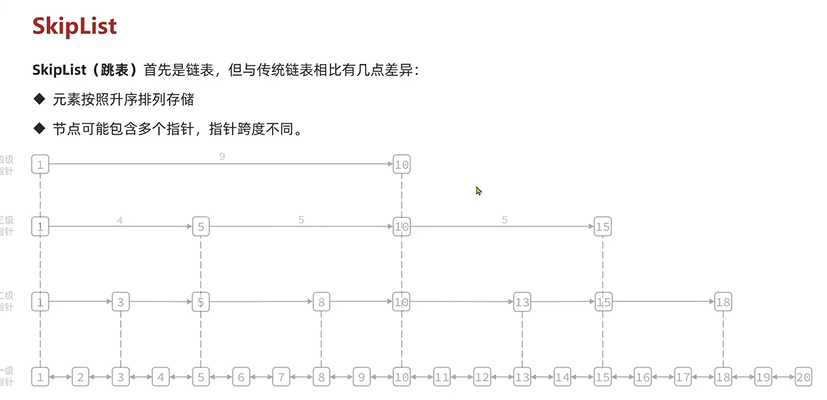 SkipList
SkipList（跳表）首先是链表，但与传统链表相比有几点差异：
◆ 元素按照升序排列存储
◆ 节点可能包含多个指针，指针跨度不同。
四级
指针
9
1 10
三级
指针
4 5 5
1 5 10 15
二级
指针
1 3 5 8 10 13 15 18
一级
指针
1 2 3 4 5 6 7 8 9 10 11 12 13 14 15 16 17 18 19 20